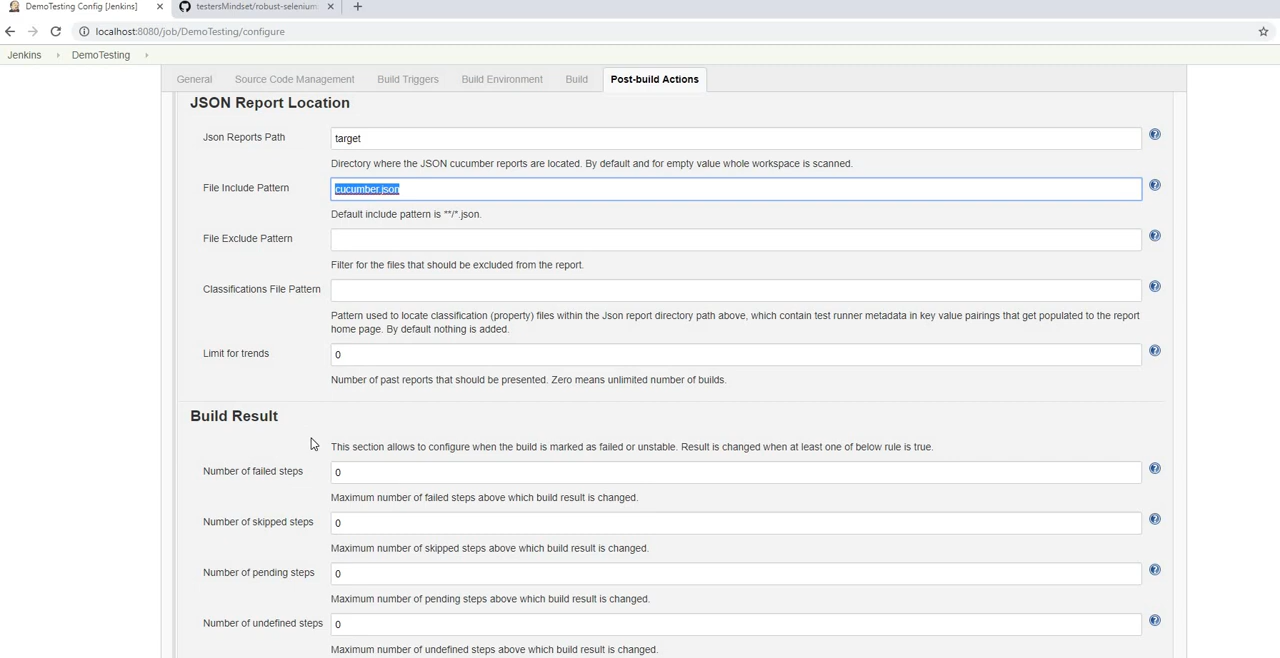 DemoTesting Config [Jenkins]
testersMindset/robust-selenium
localhost:8080/job/DemoTesting/configure
Jenkins
DemoTesting
General
Source Code Management
Build Triggers
Build Environment
Build
Post-build Actions
JSON Report Location
Json Reports Path
target
Directory where the JSON cucumber reports are located. By default and for empty value whole workspace is scanned.
File Include Pattern
cucumber.json
Default include pattern is **/*.json.
File Exclude Pattern
Filter for the files that should be excluded from the report.
Classifications File Pattern
Pattern used to locate classification (property) files within the Json report directory path above, which contain test runner metadata in key value pairings that get populated to the report
home page. By default nothing is added.
Limit for trends
0
Number of past reports that should be presented. Zero means unlimited number of builds.
Build Result
This section allows to configure when the build is marked as failed or unstable. Result is changed when at least one of below rule is true.
Number of failed steps
0
Maximum number of failed steps above which build result is changed.
Number of skipped steps
0
Maximum number of skipped steps above which build result is changed.
Number of pending steps
0
Maximum number of pending steps above which build result is changed.
Number of undefined steps
0
Maximum number of undefined steps above which build result is changed.